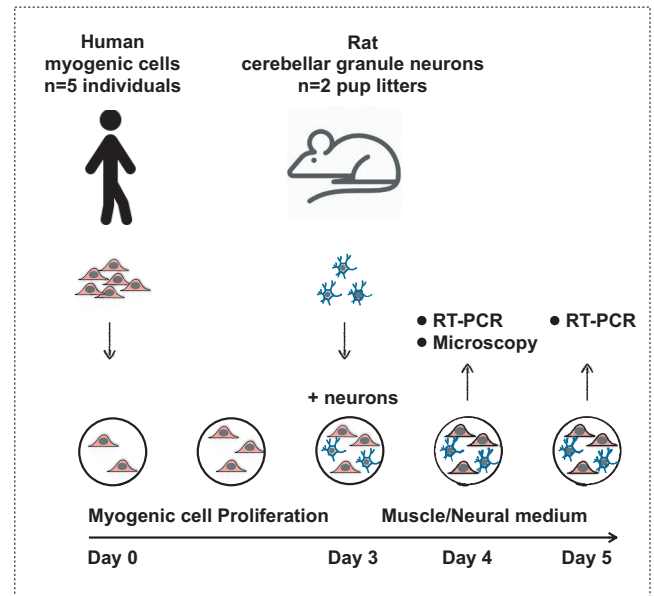 Human
myogenic cells
n=5 individuals
Rat
cerebellar granule neurons
n=2 pup litters
● RT-PCR
● Microscopy
● RT-PCR
+ neurons
Myogenic cell Proliferation
Muscle/Neural medium
Day 0
Day 3
Day 4
Day 5